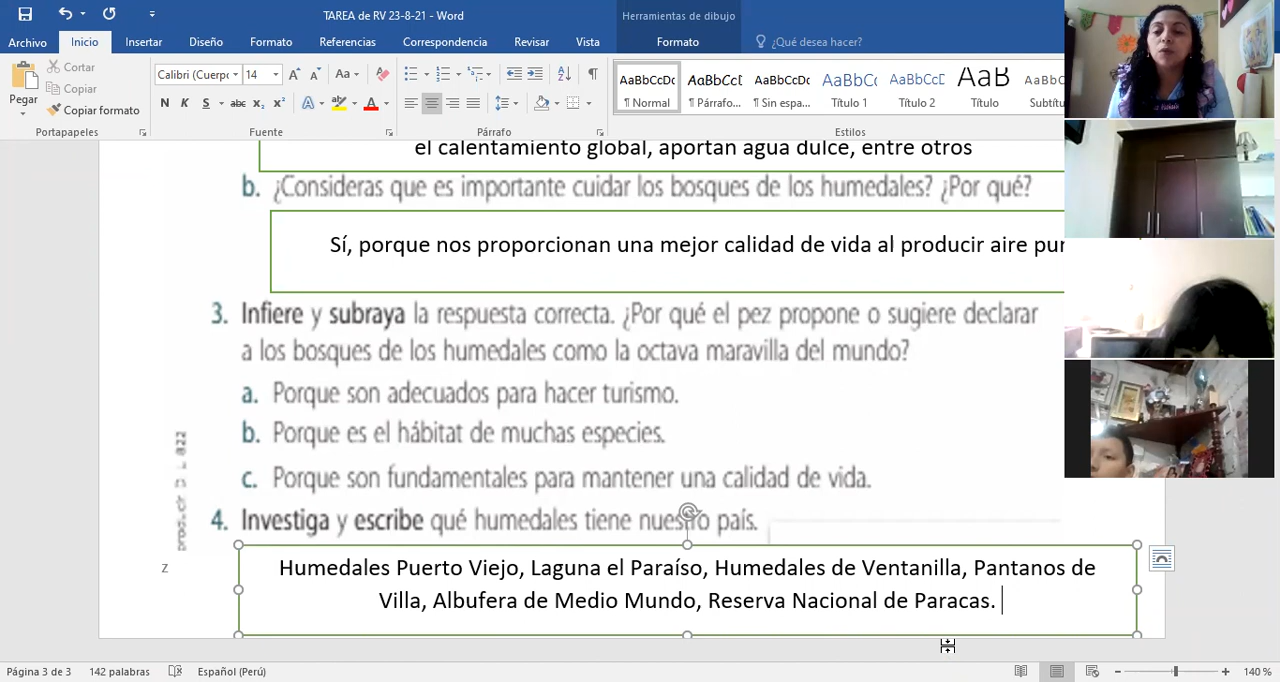 TAREA de RV 23-8-21 - Word
Herramientas de dibujo
Archivo Inicio Insertar Diseño Formato Referencias Correspondencia Revisar Vista Formato ¿Qué desea hacer?
Pegar
Cortar
Copiar
Copiar formato
Portapapeles
Calibri (Cuerpo 14
Fuente
Párrafo
AaBbCcDc AaBbCcL AaBbCcDc AaBbCc AaBbCcD AaB AaBbC
¶ Normal ¶ Párrafo... ¶ Sin espa... Título 1 Título 2 Título Subtítu
Estilos
el calentamiento global, aportan agua dulce, entre otros
b. ¿Consideras que es importante cuidar los bosques de los humedales? ¿Por qué?
Sí, porque nos proporcionan una mejor calidad de vida al producir aire pur
3. Infiere y subraya la respuesta correcta. ¿Por qué el pez propone o sugiere declarar
a los bosques de los humedales como la octava maravilla del mundo?
a. Porque son adecuados para hacer turismo.
b. Porque es el hábitat de muchas especies.
c. Porque son fundamentales para mantener una calidad de vida.
4. Investiga y escribe qué humedales tiene nuestro país.
Z
Humedales Puerto Viejo, Laguna el Paraíso, Humedales de Ventanilla, Pantanos de
Villa, Albufera de Medio Mundo, Reserva Nacional de Paracas.
Página 3 de 3 142 palabras Español (Perú) 140 %